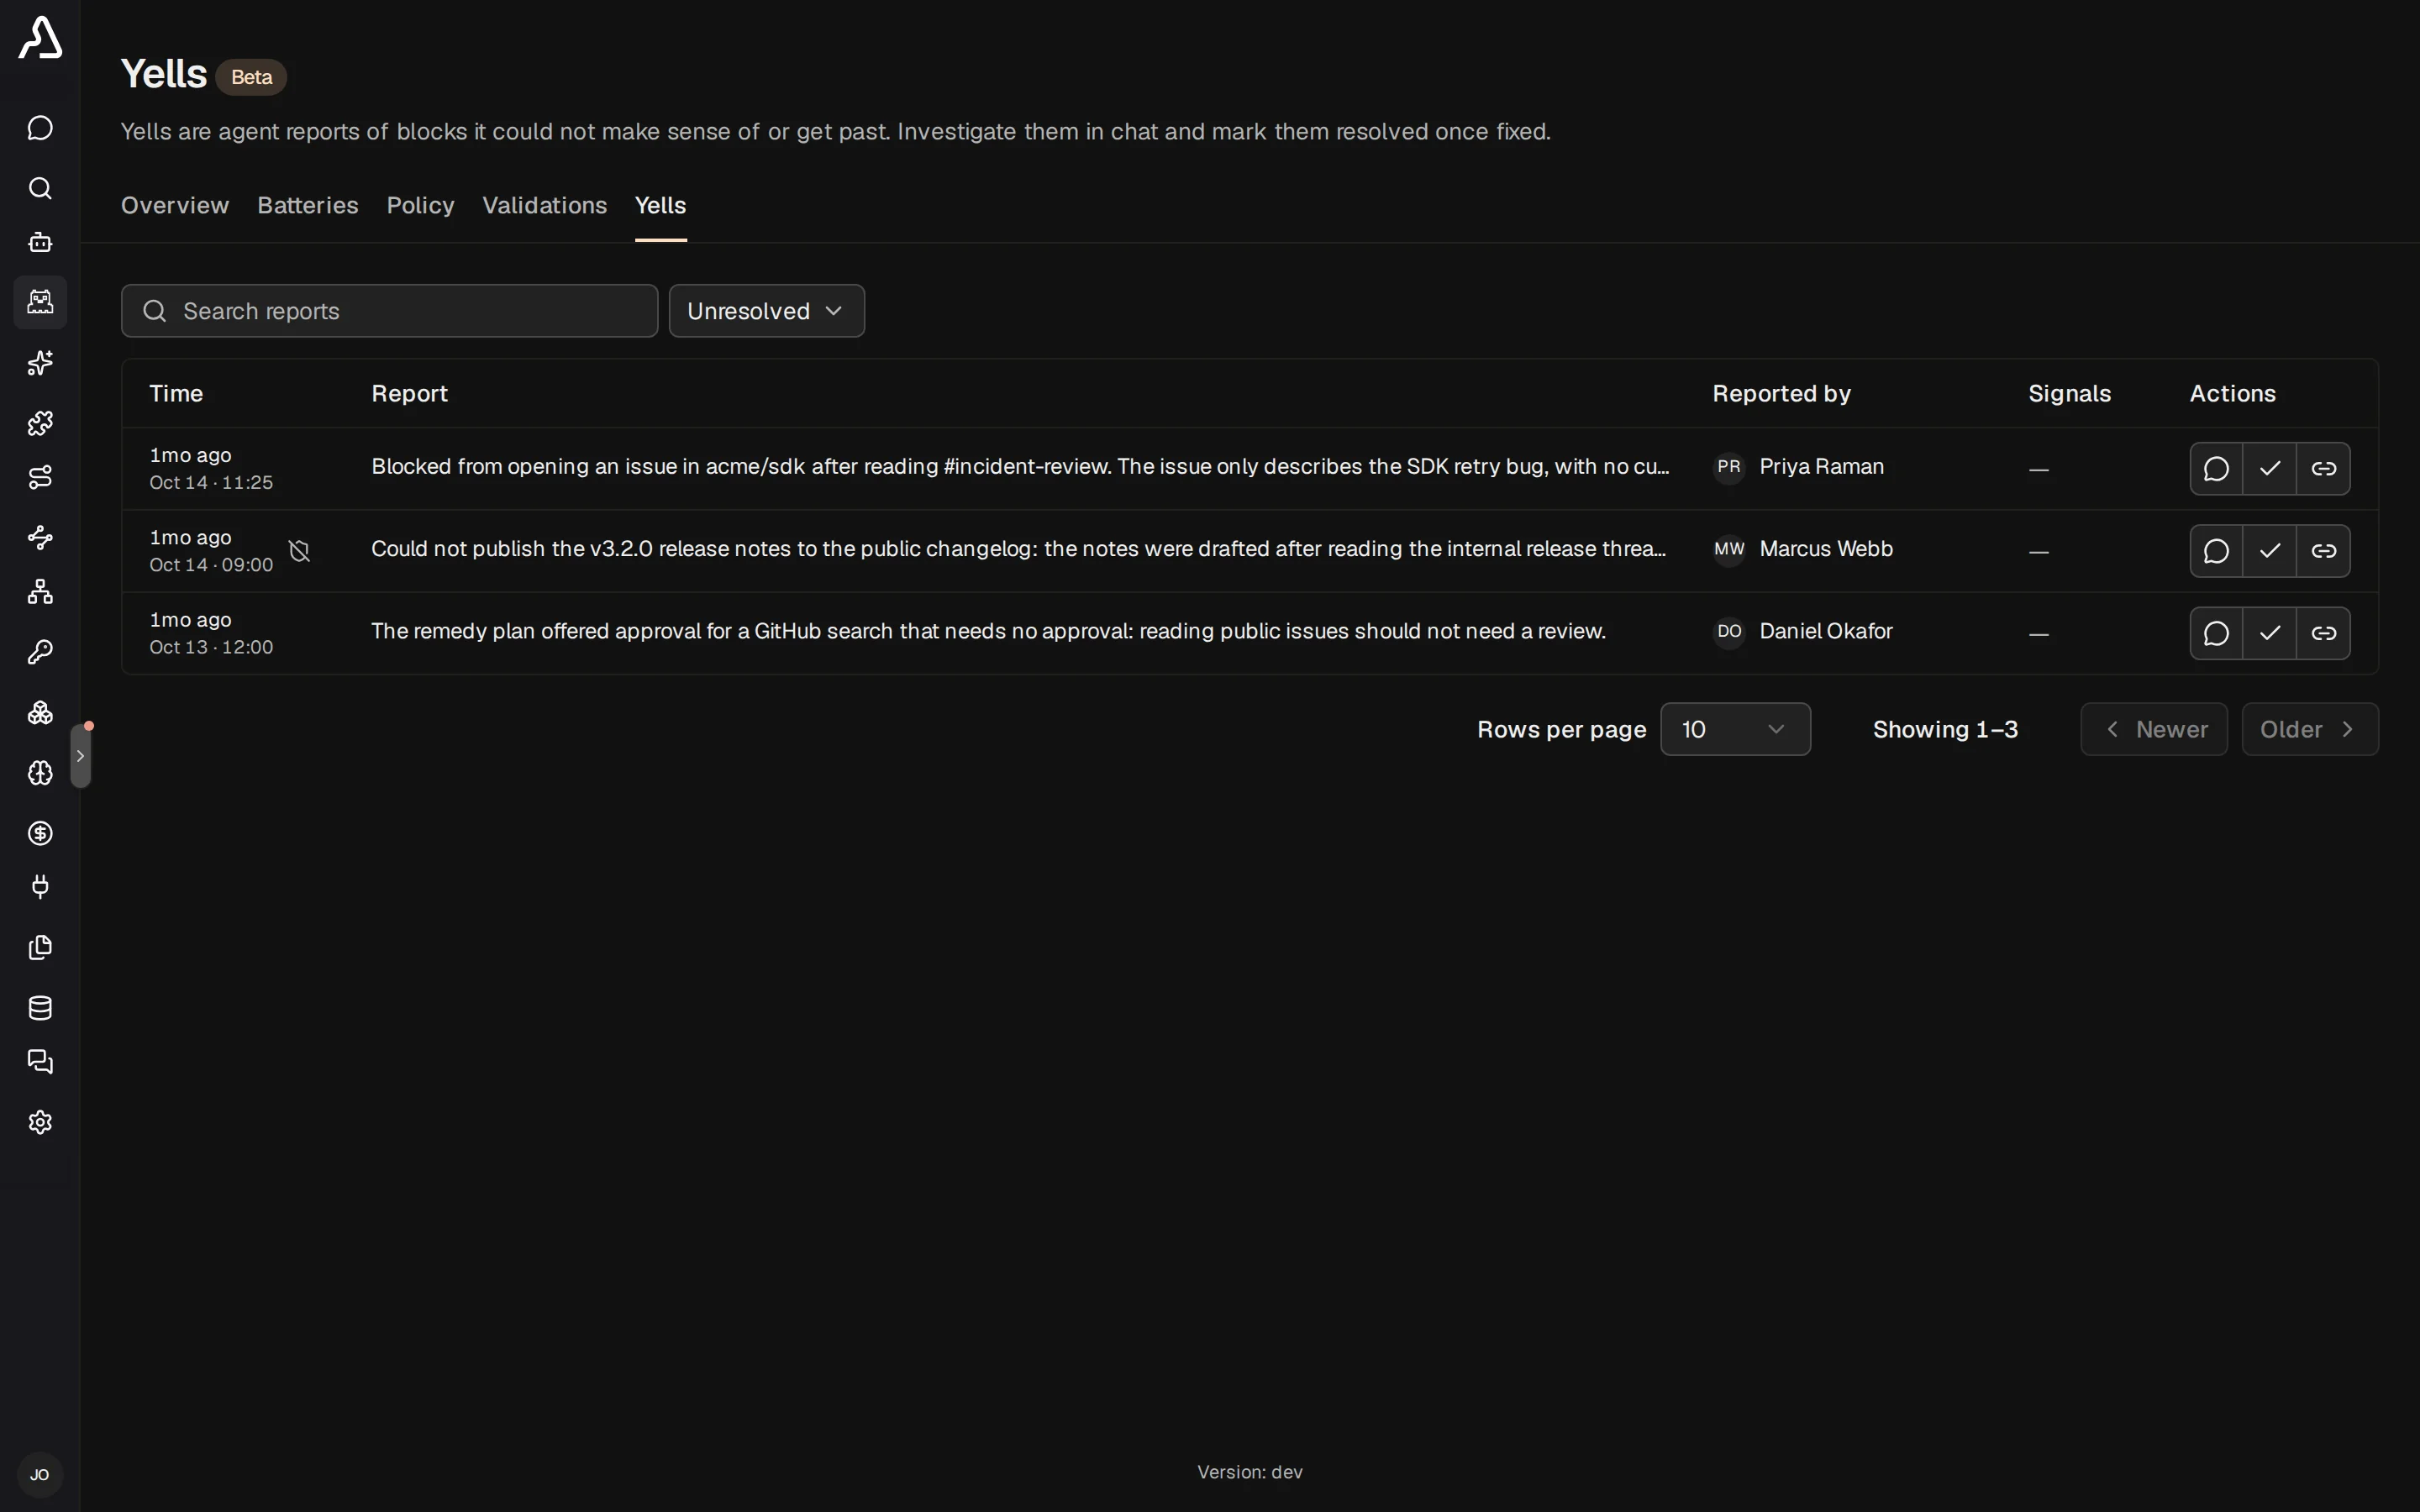 Yells Beta
Yells are agent reports of blocks it could not make sense of or get past. Investigate them in chat and mark them resolved once fixed.
Overview Batteries Policy Validations Yells
Search reports Unresolved
Time Report Reported by Signals Actions
1mo ago
Oct 14 · 11:25
Blocked from opening an issue in acme/sdk after reading #incident-review. The issue only describes the SDK retry bug, with no cu...
PR Priya Raman —
1mo ago
Oct 14 · 09:00
Could not publish the v3.2.0 release notes to the public changelog: the notes were drafted after reading the internal release threa...
MW Marcus Webb —
1mo ago
Oct 13 · 12:00
The remedy plan offered approval for a GitHub search that needs no approval: reading public issues should not need a review.
DO Daniel Okafor —
Rows per page 10 Showing 1–3 Newer Older
JO
Version: dev